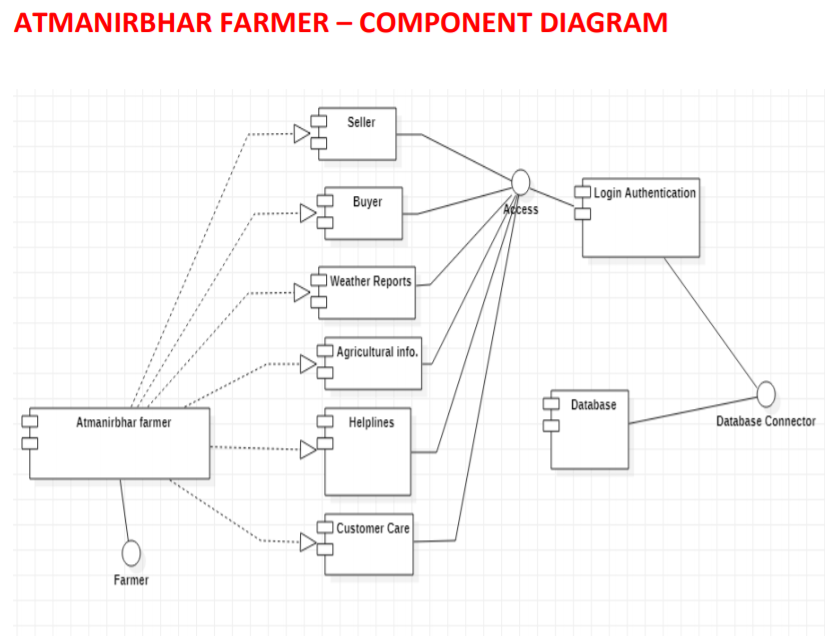 ATMANIRBHAR FARMER – COMPONENT DIAGRAM
Seller
Buyer
Access
Login Authentication
Weather Reports
Agricultural info.
Atmanirbhar farmer
Helplines
Database
Database Connector
Customer Care
Farmer